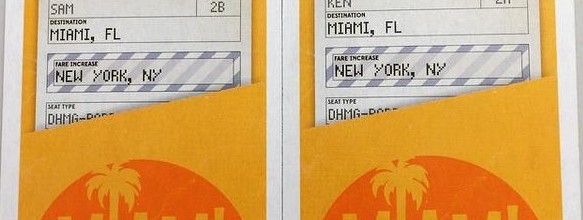 SAM 2B
DESTINATION
MIAMI, FL
FARE INCREASE
NEW YORK, NY
SEAT TYPE
KEN
DESTINATION
MIAMI, FL
FARE INCREASE
NEW YORK, NY
SEAT TYPE